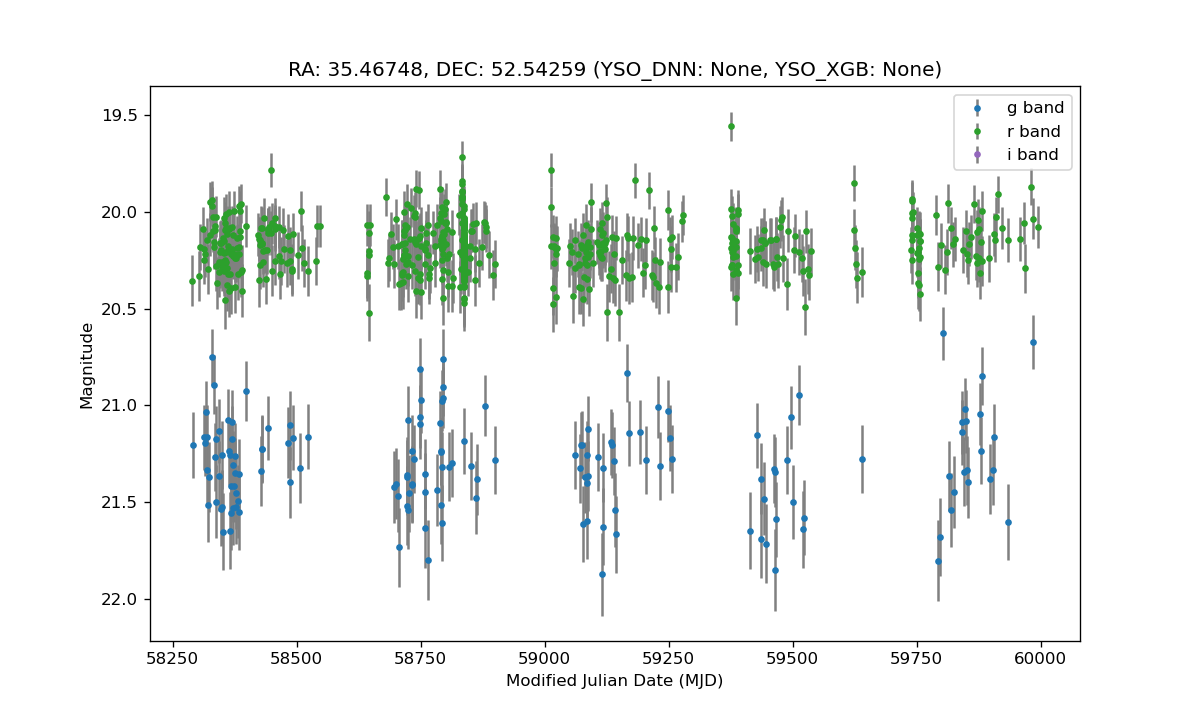 RA: 35.46748, DEC: 52.54259 (YSO_DNN: None, YSO_XGB: None)
g band
r band
i band
19.5
20.0
20.5
21.0
21.5
22.0
Magnitude
58250 58500 58750 59000 59250 59500 59750 60000
Modified Julian Date (MJD)